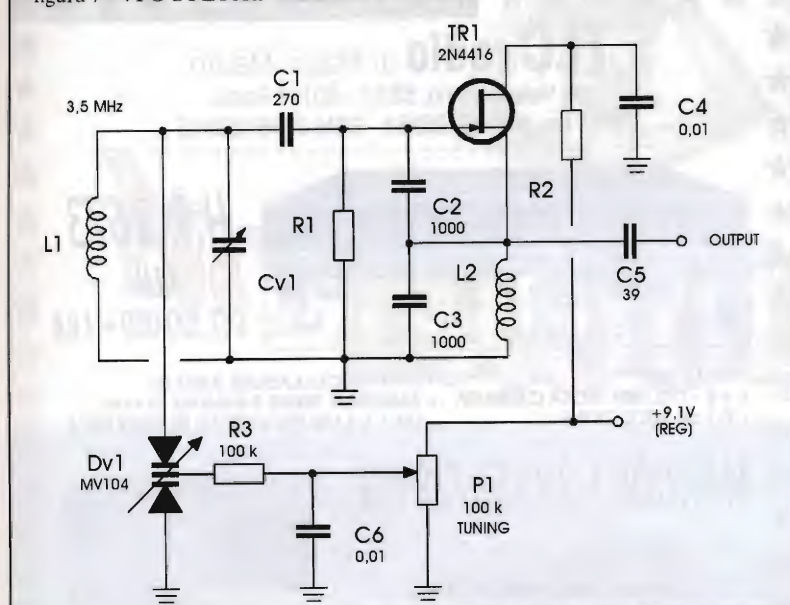 TR1
2N4416
C1
270
3,5 MHz
C4
0,01
R2
L1
Cv1
R1
C2
1000
C3
1000
L2
C5
39
OUTPUT
+9,1V
(REG)
Dv1
MV104
R3
100 k
C6
0,01
P1
100 k
TUNING